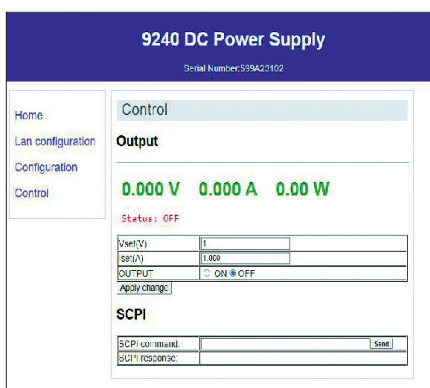 9240 DC Power Supply
Serial Number:599A23102
Home
Lan configuration
Configuration
Control
Control
Output
0.000 V 0.000 A 0.00 W
Status: OFF
Vset(V) 1
Iset(A) 1.000
OUTPUT ON OFF
Apply change
SCPI
SCPI command: Send
SCPI response: